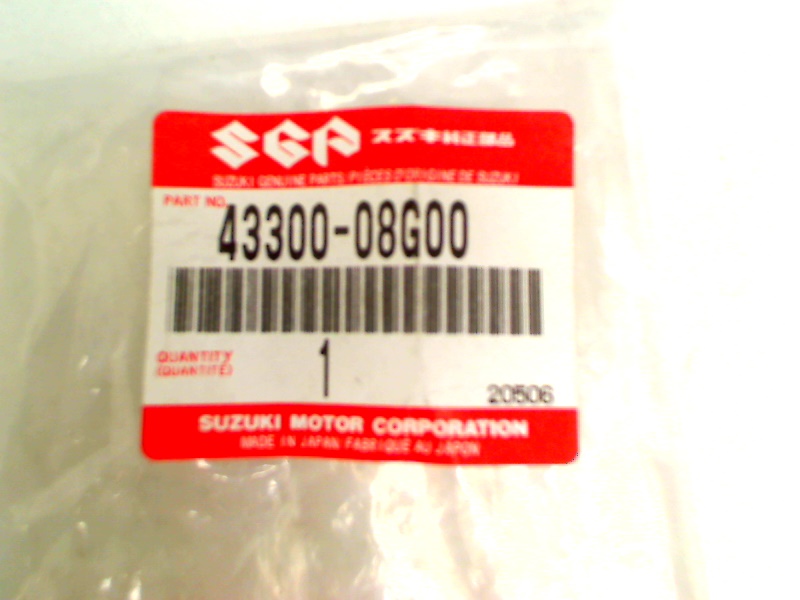 SGP スズキ純正部品
SUZUKI GENUINE PARTS/PIÈCES D'ORIGINE DE SUZUKI
PART NO.
43300-08G00
QUANTITY 1
(QUANTITÉ)
20506
SUZUKI MOTOR CORPORATION
MADE IN JAPAN/FABRIQUÉ AU JAPON